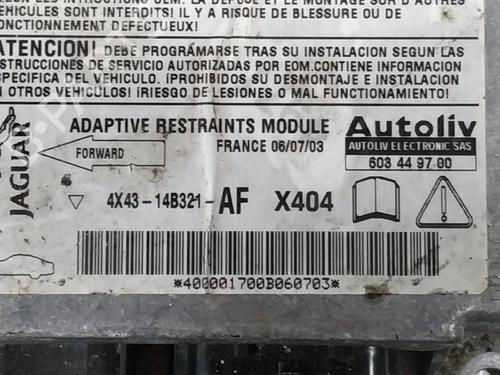 INSTRUCTIONS OEM. LA DEPOSE ET LE MONTAGE SUR D'AUTRES
VEHICULES SONT INTERDITS! IL Y A RISQUE DE BLESSURE OU DE
FONCTIONNEMENT DEFECTUEUX!
ATENCION! DEBE PROGRAMARSE TRAS SU INSTALACION SEGUN LAS
INSTRUCCIONES DE SERVICIO AUTORIZADAS POR EOM.CONTIENE INFORMACION
ESPECIFICA DEL VEHICULO. ¡PROHIBIDOS SU DESMONTAJE E INSTALACION
EN OTROS VEHICULOS! ¡RIESGO DE LESIONES O MAL FUNCIONAMIENTO!
JAGUAR
FORWARD
ADAPTIVE RESTRAINTS MODULE
FRANCE 06/07/03
Autoliv
AUTOLIV ELECTRONIC SAS
603 44 97 00
4X43-14B321-AF X404
*400001700B060703*